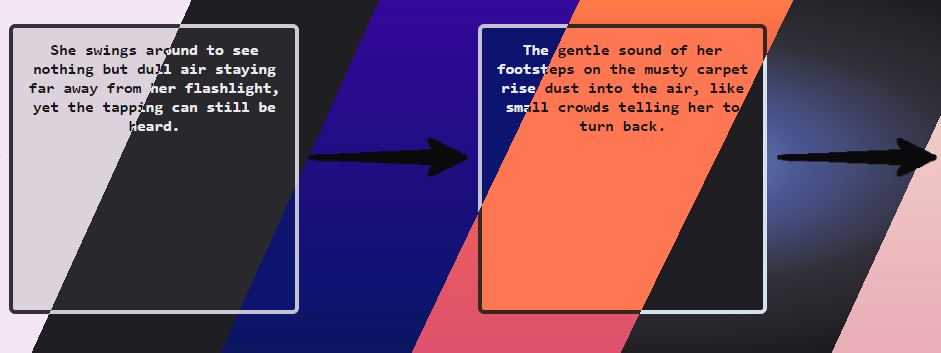 She swings around to see
nothing but dull air staying
far away from her flashlight,
yet the tapping can still be
heard.
The gentle sound of her
footsteps on the musty carpet
rise dust into the air, like
small crowds telling her to
turn back.